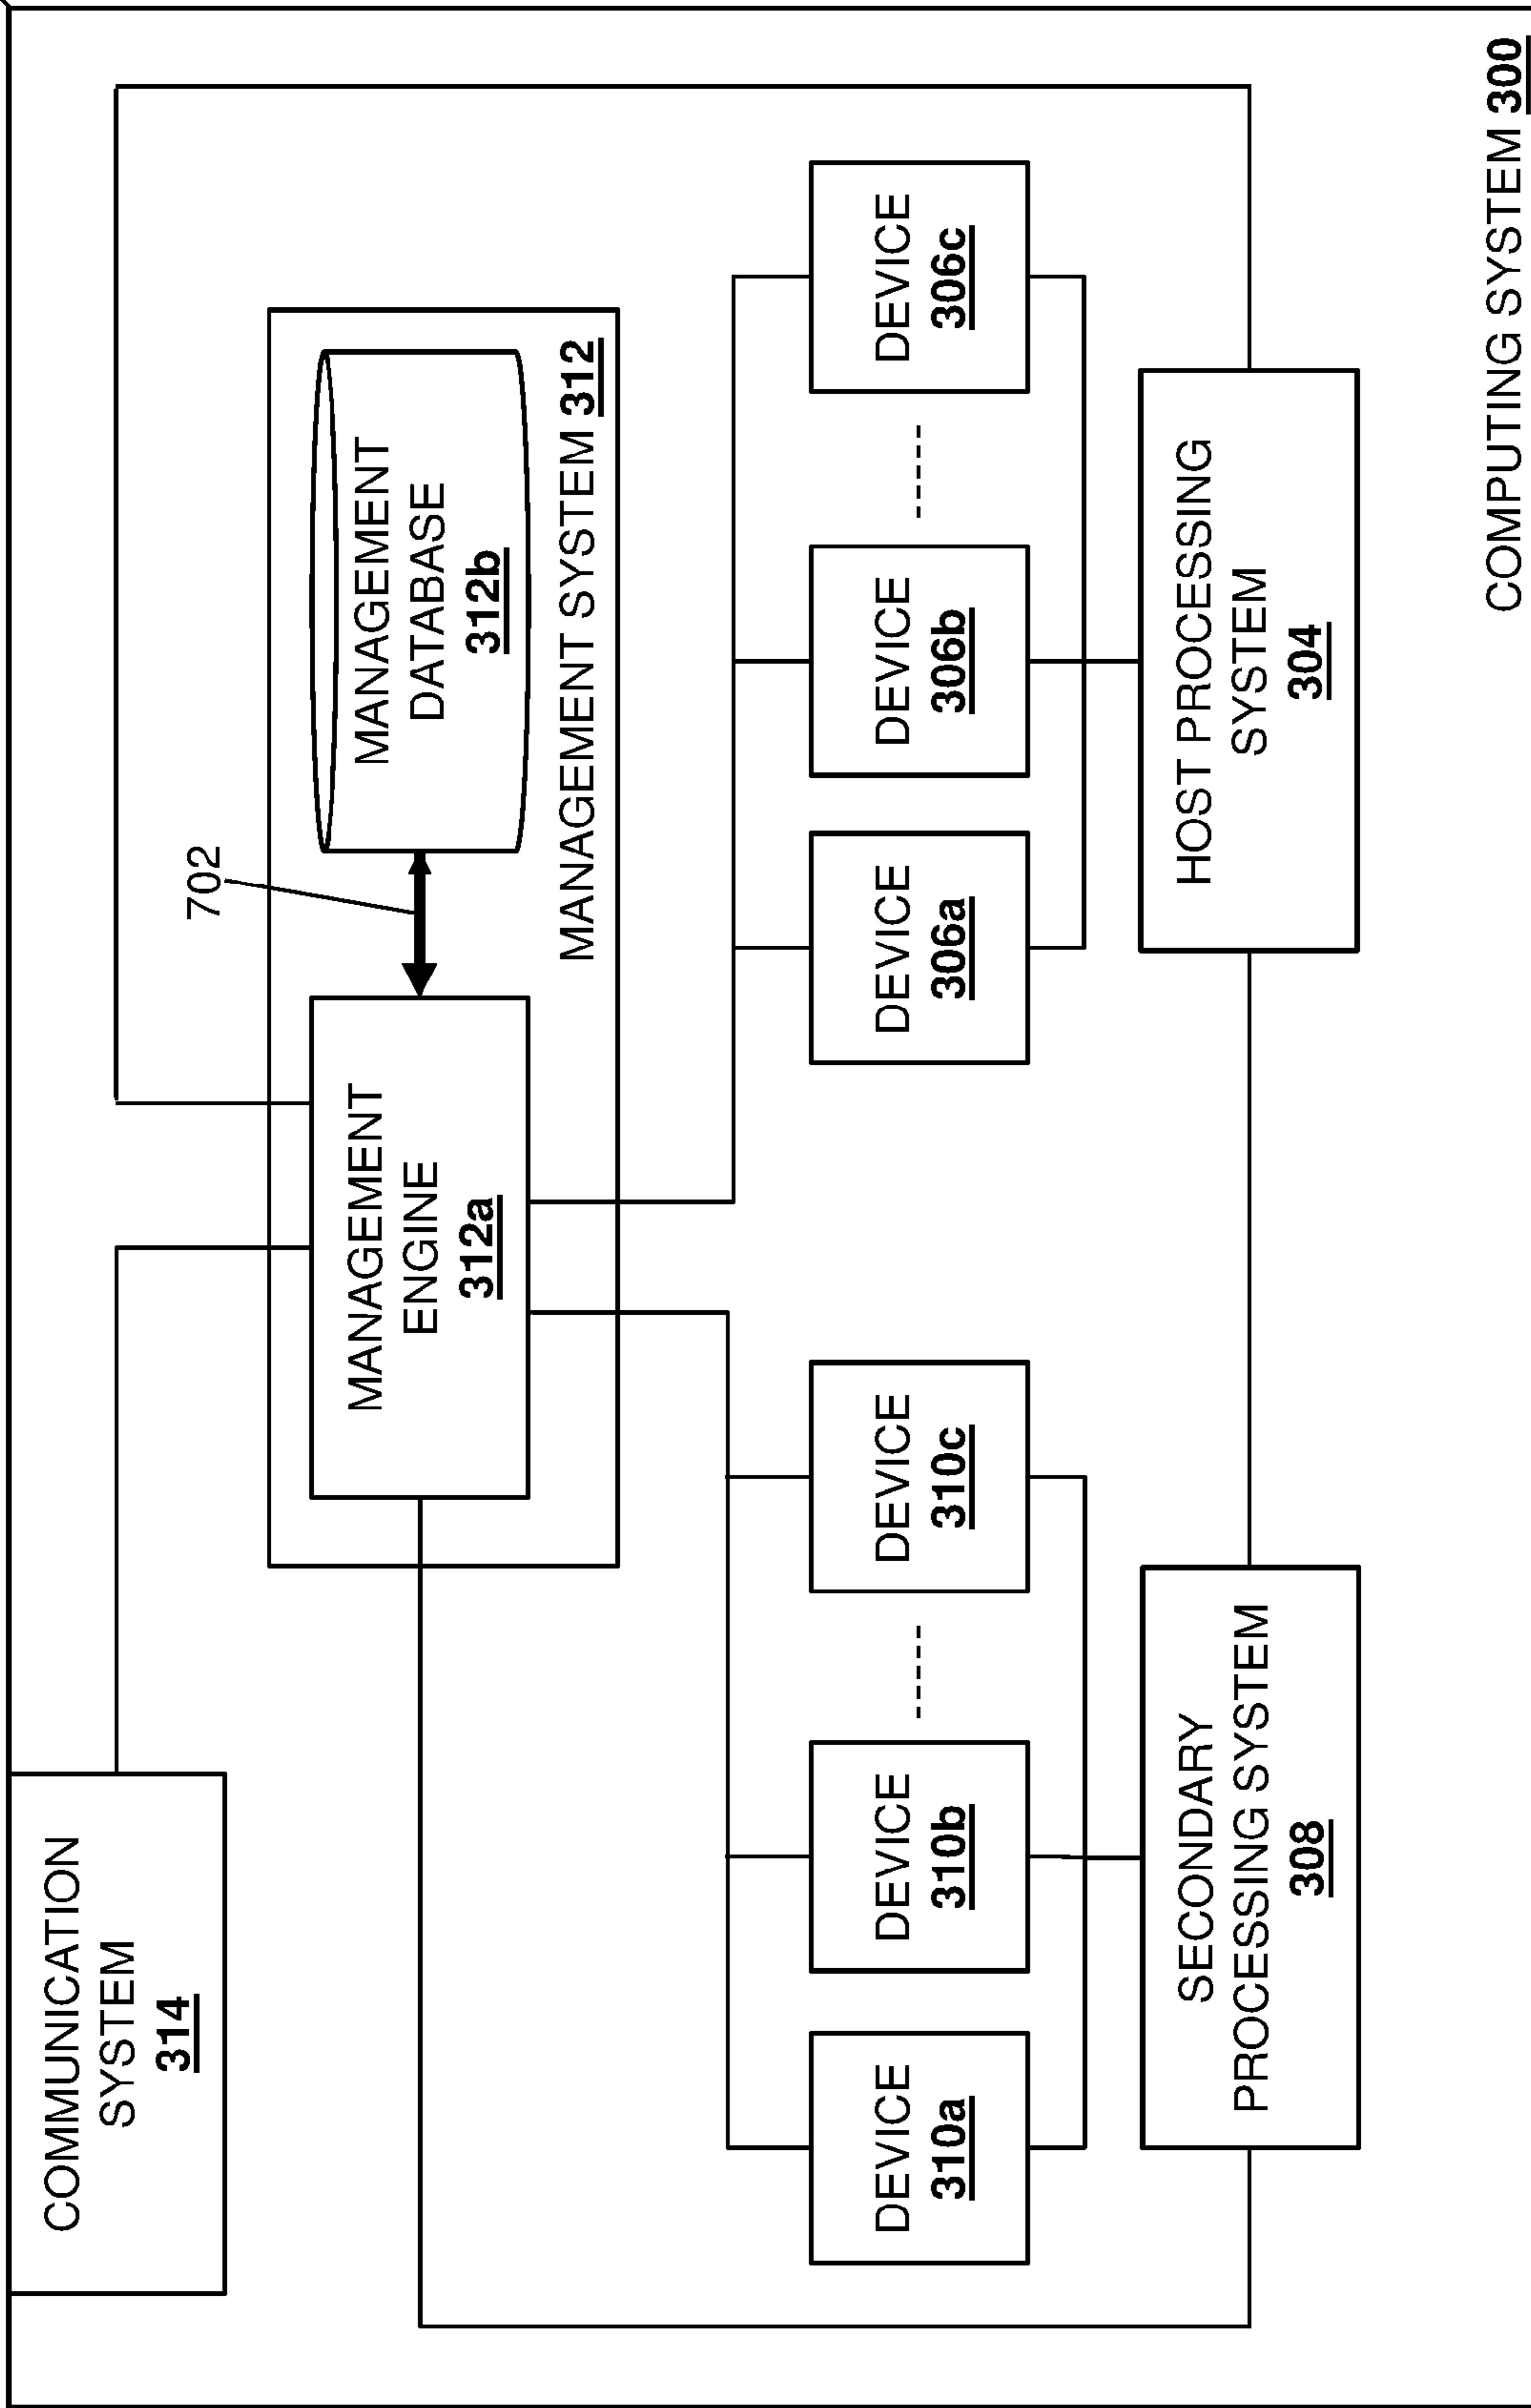 COMMUNICATION
SYSTEM
314
702
MANAGEMENT
ENGINE
312a
MANAGEMENT
DATABASE
312b
MANAGEMENT SYSTEM 312
DEVICE
310a
DEVICE
310b
DEVICE
310c
DEVICE
306a
DEVICE
306b
DEVICE
306c
SECONDARY
PROCESSING SYSTEM
308
HOST PROCESSING
SYSTEM
304
COMPUTING SYSTEM 300